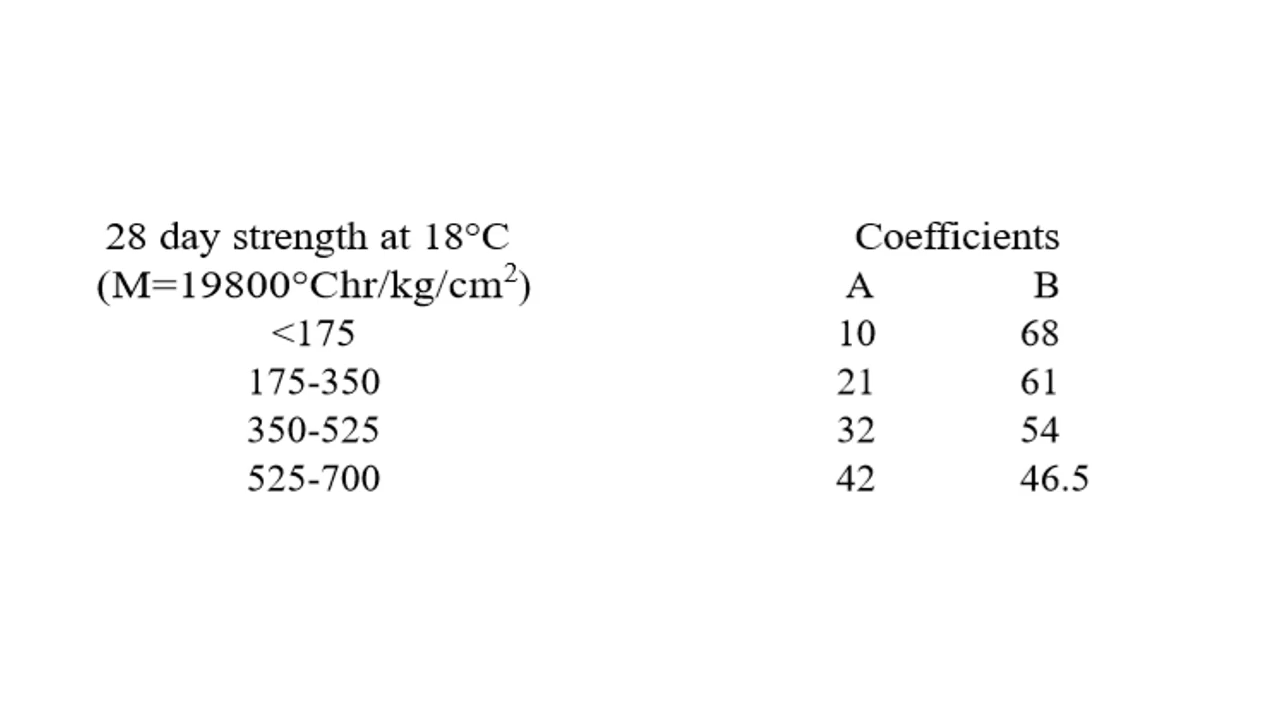 28 day strength at 18°C Coefficients
(M=19800°Chr/kg/cm²) A B
<175 10 68
175-350 21 61
350-525 32 54
525-700 42 46.5